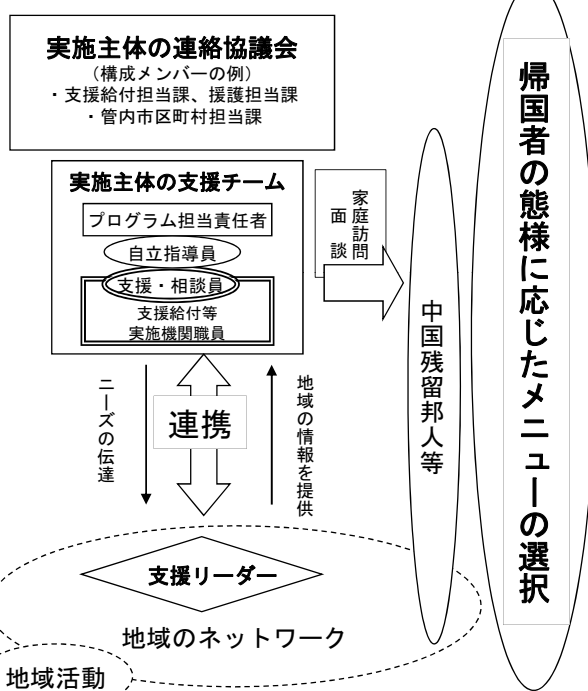 実施主体の連絡協議会
（構成メンバーの例）
・支援給付担当課、援護担当課
・管内市区町村担当課
実施主体の支援チーム
プログラム担当責任者
自立指導員
支援・相談員
支援給付等
実施機関職員
家庭訪問
面談
ニーズの伝達
連携
地域の情報を提供
支援リーダー
地域のネットワーク
地域活動
中国残留邦人等
帰国者の態様に応じたメニューの選択